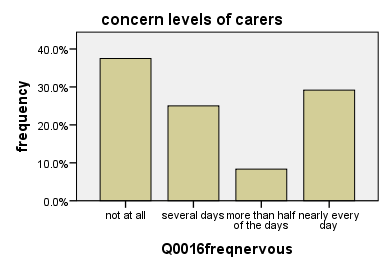 concern levels of carers
frequency
40.0%
30.0%
20.0%
10.0%
0.0%
not at all
several days
more than half
of the days
nearly every
day
Q0016freqnervous